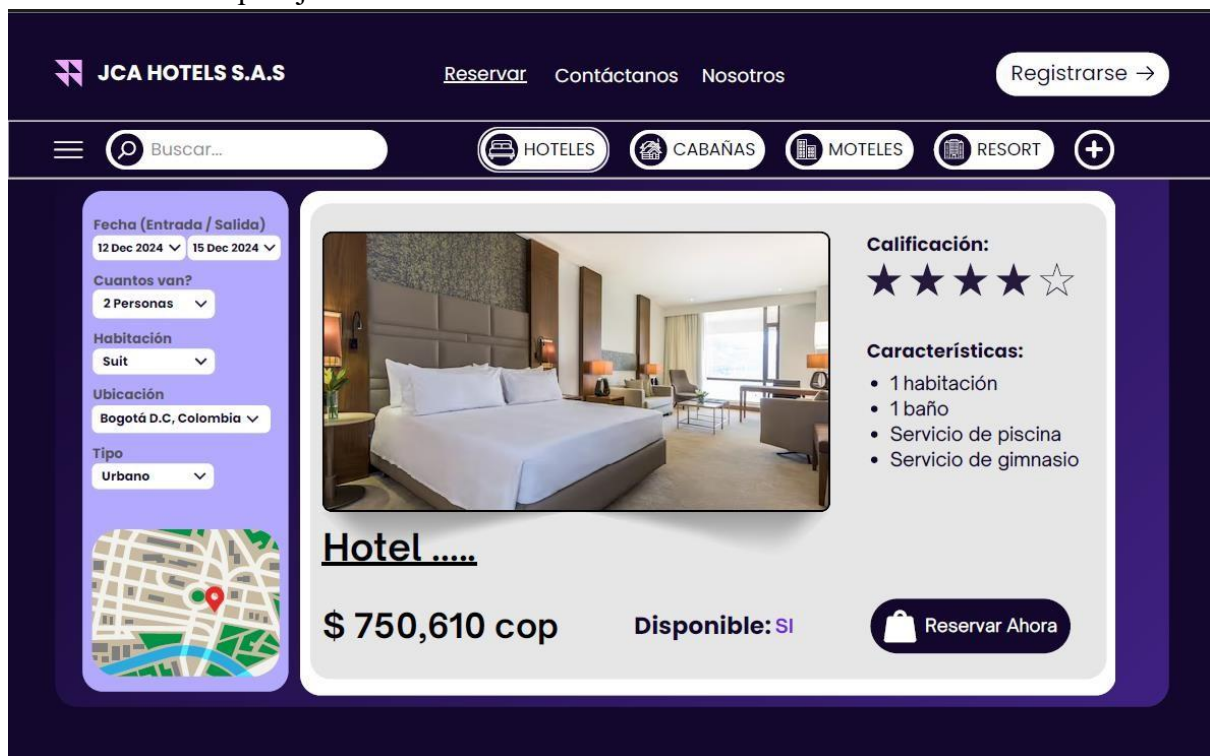 JCA HOTELS S.A.S
Reservar Contáctanos Nosotros
Registrarse →
Buscar...
HOTELES CABAÑAS MOTELES RESORT
Fecha (Entrada / Salida)
12 Dec 2024 15 Dec 2024
Cuantos van?
2 Personas
Habitación
Suit
Ubicación
Bogotá D.C, Colombia
Tipo
Urbano
Calificación:
Características:
• 1 habitación
• 1 baño
• Servicio de piscina
• Servicio de gimnasio
Hotel .....
$ 750,610 cop
Disponible: SI
Reservar Ahora